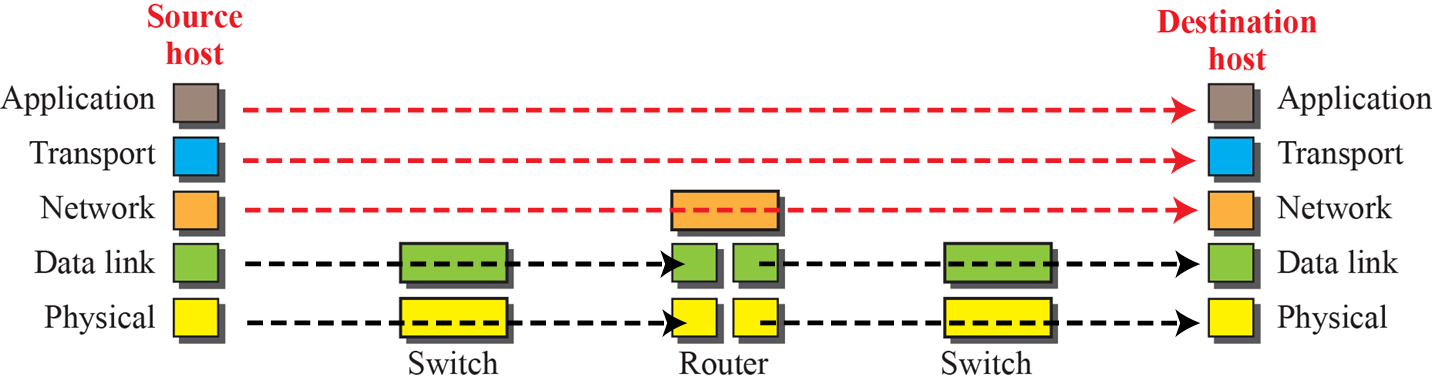 Source
host
Destination
host
Application
Application
Transport
Transport
Network
Network
Data link
Data link
Physical
Physical
Switch
Router
Switch